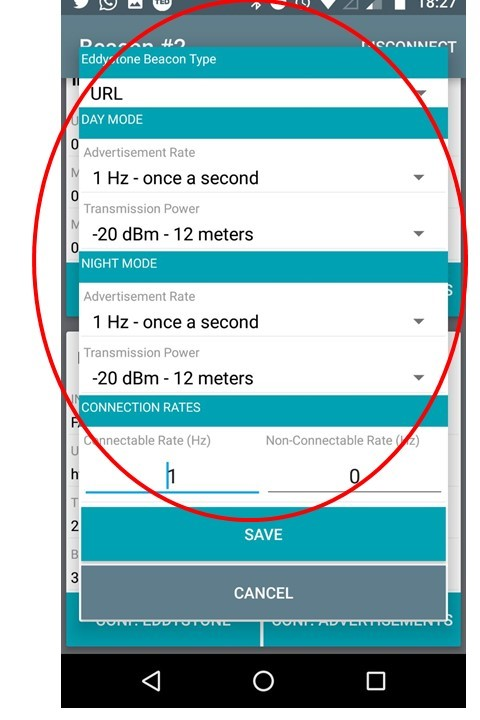 TED
18:27
Beacon #2
DISCONNECT
Eddystone Beacon Type
URL
DAY MODE
Advertisement Rate
1 Hz - once a second
Transmission Power
-20 dBm - 12 meters
NIGHT MODE
Advertisement Rate
1 Hz - once a second
Transmission Power
-20 dBm - 12 meters
CONNECTION RATES
Connectable Rate (Hz) Non-Connectable Rate (Hz)
1 0
SAVE
CANCEL
CONF. EDDYSTONE CONF. ADVERTISEMENTS